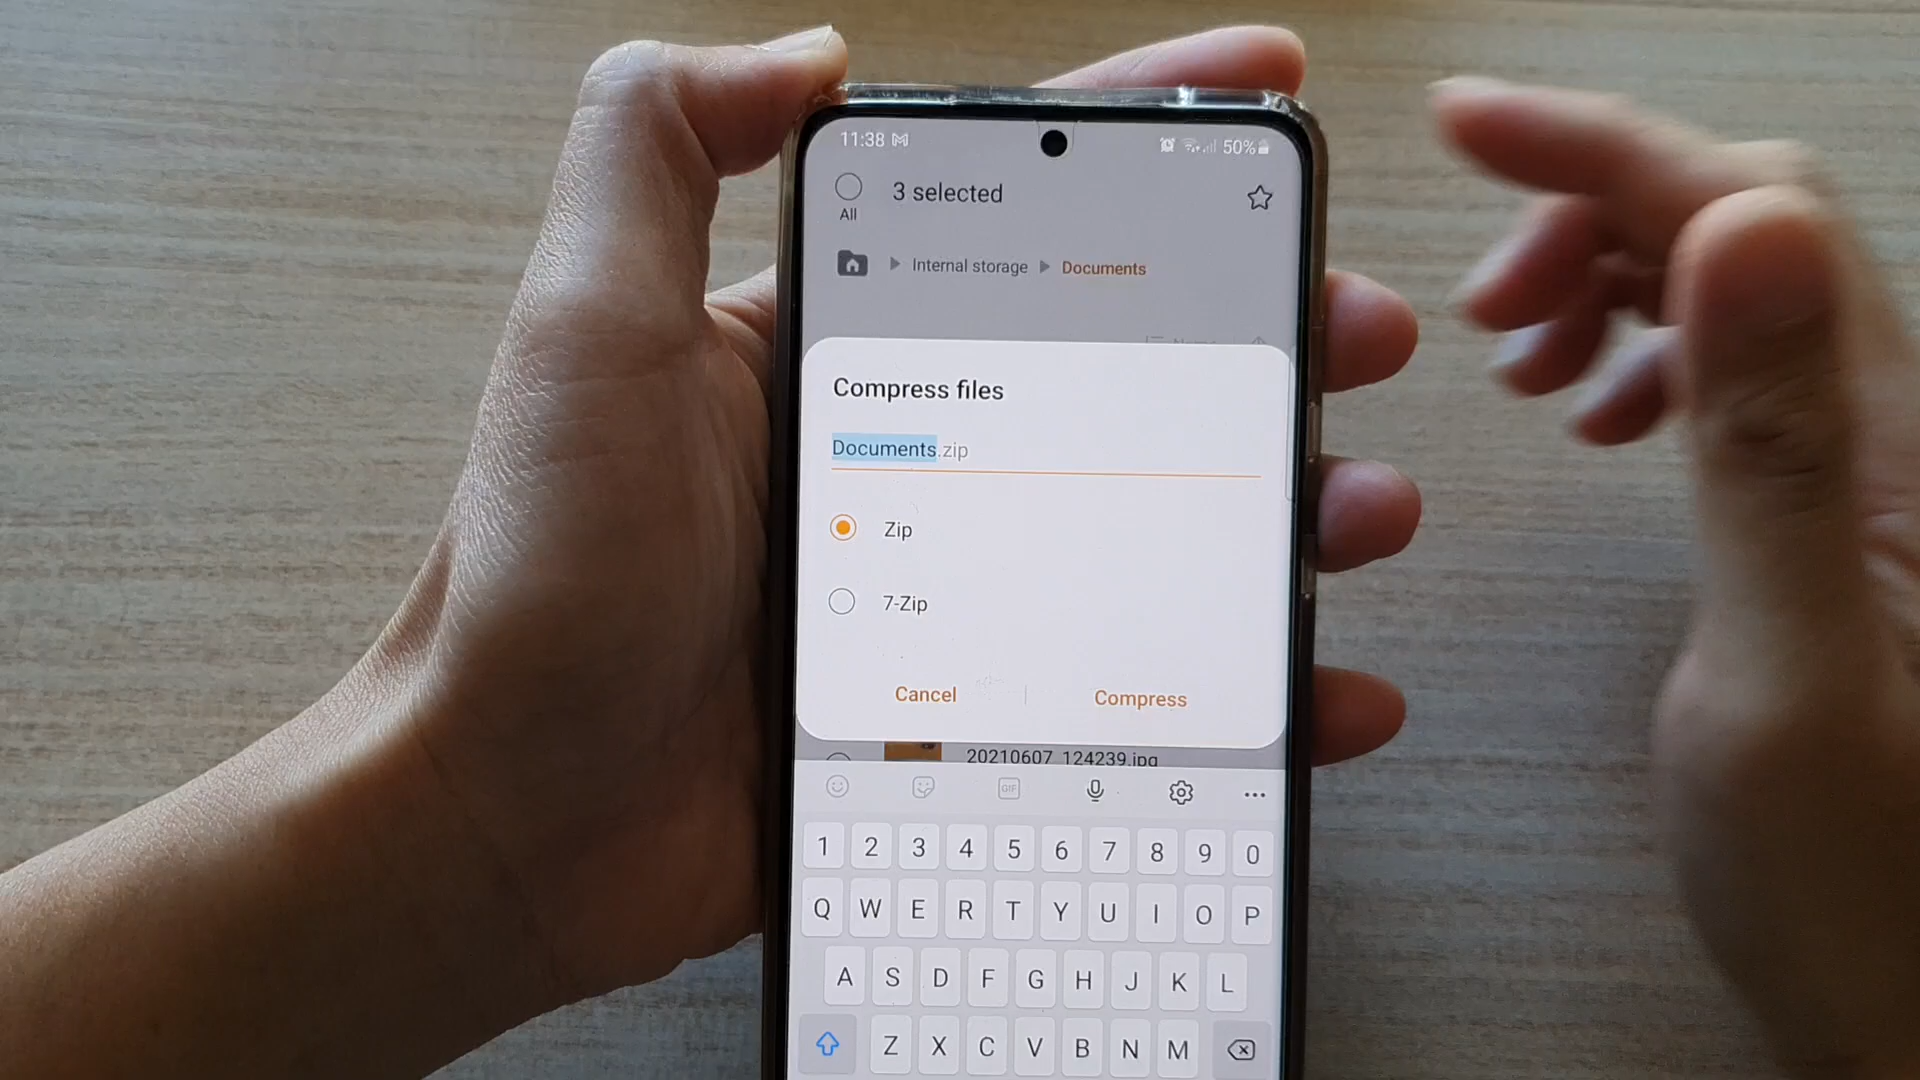 11:38 50%
3 selected
All
Internal storage Documents
Compress files
Documents.zip
Zip
7-Zip
Cancel Compress
20210607_124239.jpg
GIF
1 2 3 4 5 6 7 8 9 0
Q W E R T Y U I O P
A S D F G H J K L
Z X C V B N M